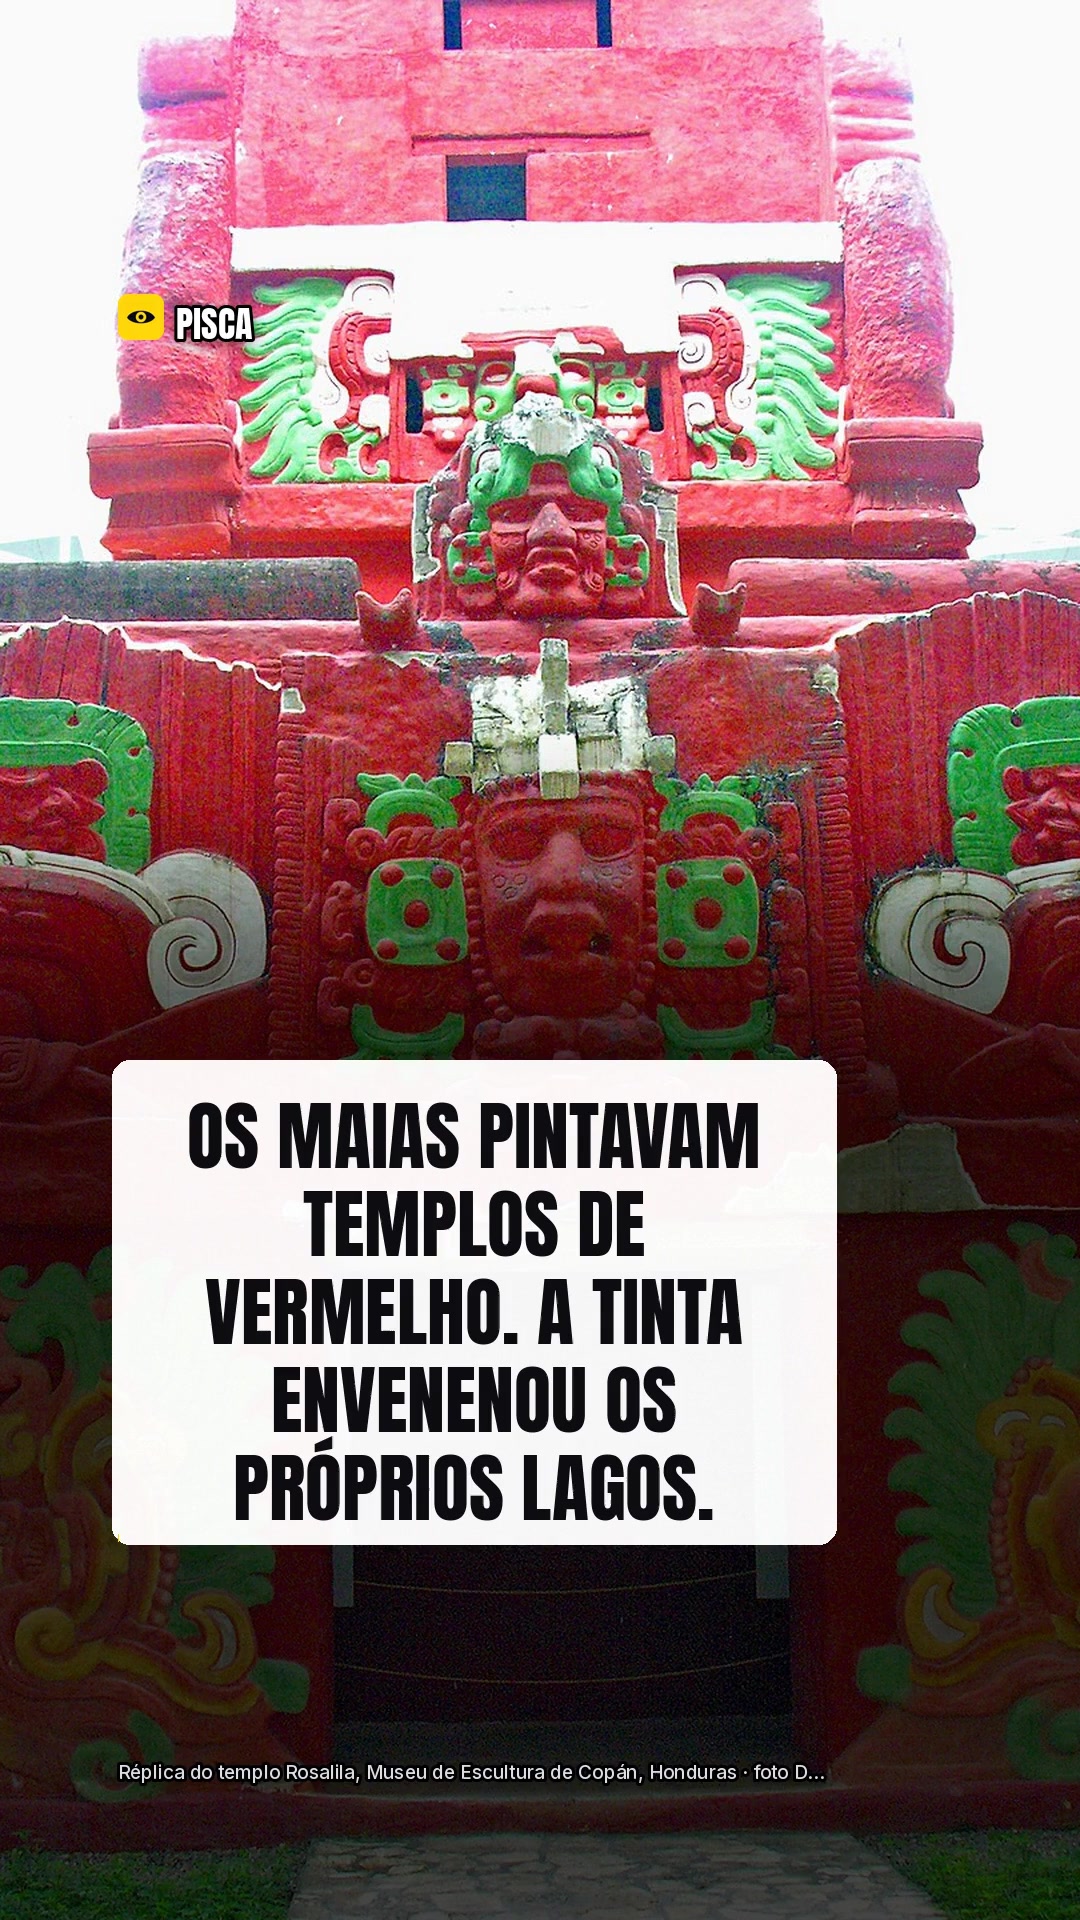 PISCA
OS MAIAS PINTAVAM
TEMPLOS DE
VERMELHO. A TINTA
ENVENENOU OS
PRÓPRIOS LAGOS.
Réplica do templo Rosalila, Museu de Escultura de Copán, Honduras · foto D...